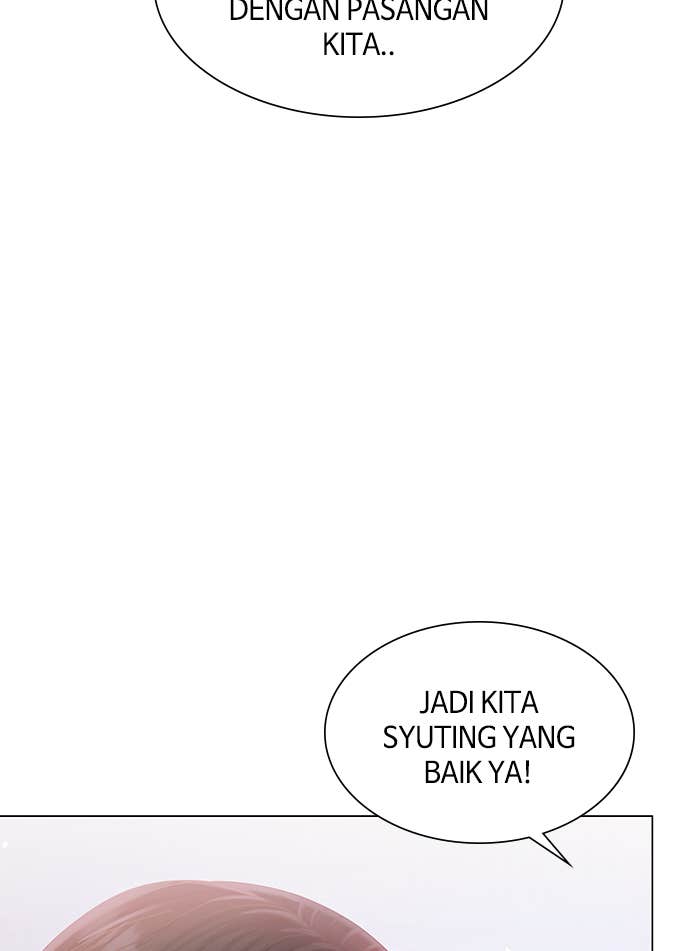 DENGAN PASANGAN
KITA..
JADI KITA
SYUTING YANG
BAIK YA!